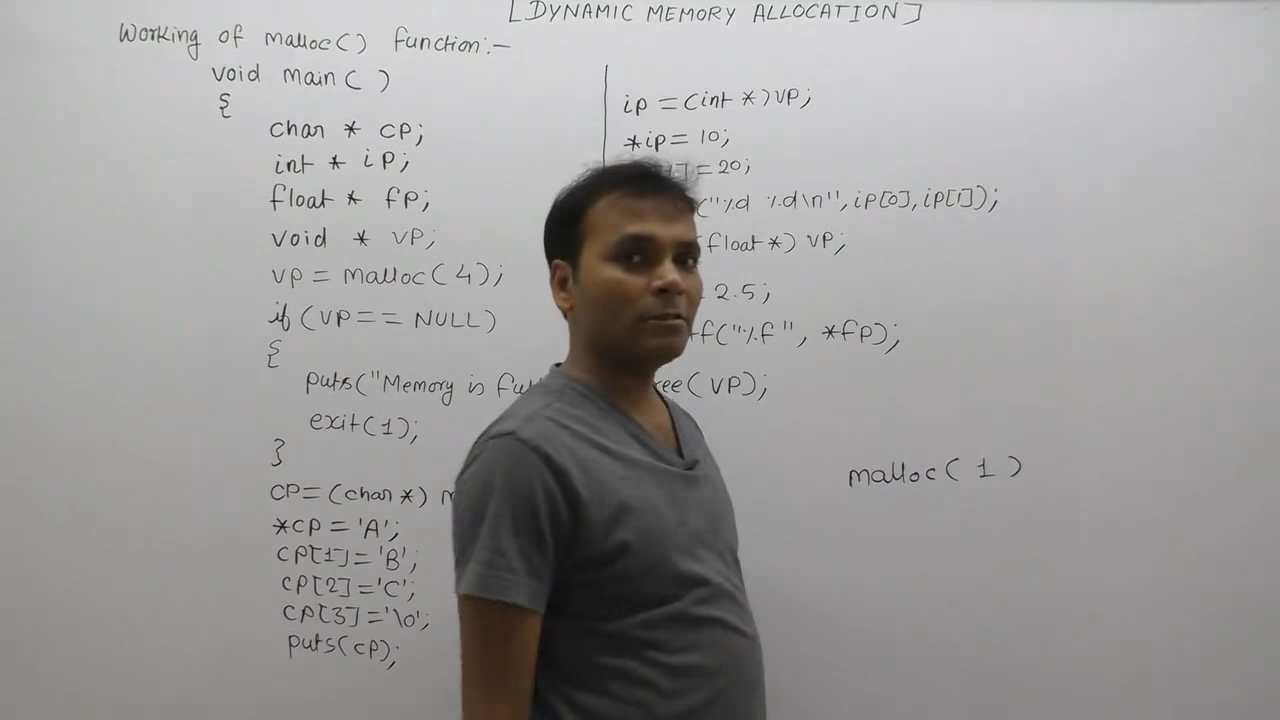 [DYNAMIC MEMORY ALLOCATION]
Working of malloc() function:-
void main( )
{
char * cp;
int * ip;
float * fp;
void * vp;
vp = malloc(4);
if (vp == NULL)
{
puts("Memory is
exit(1);
}
cp=(char*)
*cp = 'A';
cp[1]='B';
cp[2]='C';
cp[3]='\0';
puts(cp);
ip =(int *)vp;
*ip= 10;
]=20;
("%d %d\n",ip[0],ip[1]);
(float*) vp;
2.5;
f("%f", *fp);
ee(vp);
malloc( 1 )